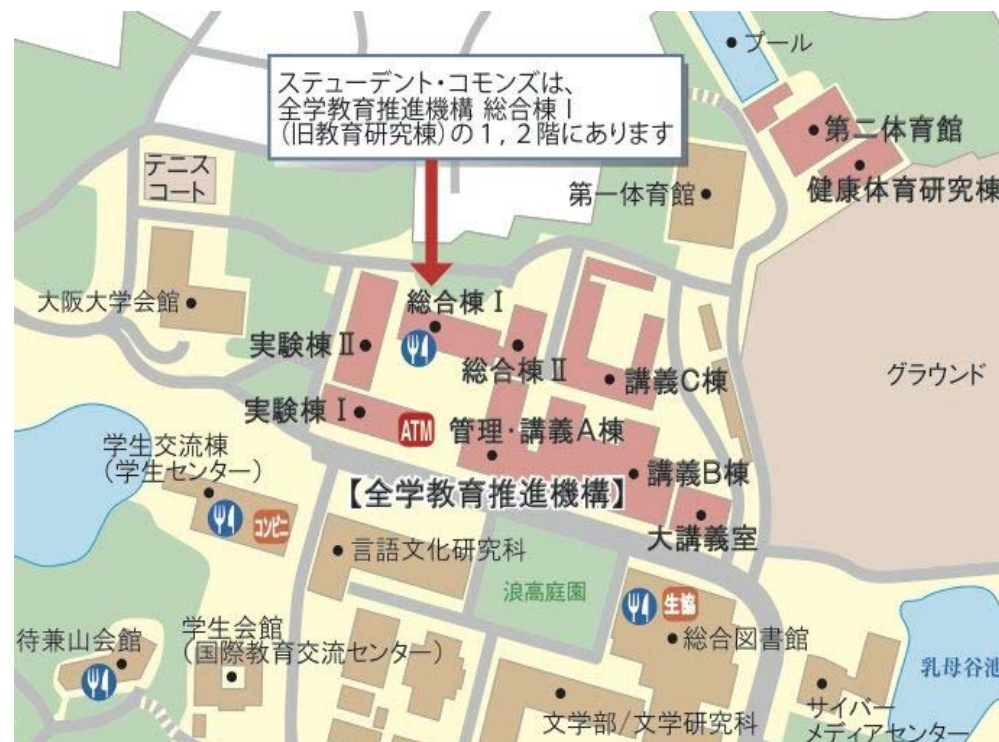 プール
ステューデント・コモンズは、
全学教育推進機構 総合棟Ⅰ
(旧教育研究棟)の1,2階にあります
第二体育館
テニス
コート
第一体育館
健康体育研究棟
大阪大学会館
総合棟Ⅰ
実験棟Ⅱ
総合棟Ⅱ
講義C棟
グラウンド
実験棟Ⅰ
ATM
管理・講義A棟
学生交流棟
(学生センター)
講義B棟
【全学教育推進機構】
コンビニ
大講義室
言語文化研究科
浪高庭園
生協
学生会館
(国際教育交流センター)
待兼山会館
総合図書館
乳母谷池
文学部/文学研究科
サイバー
メディアセンター